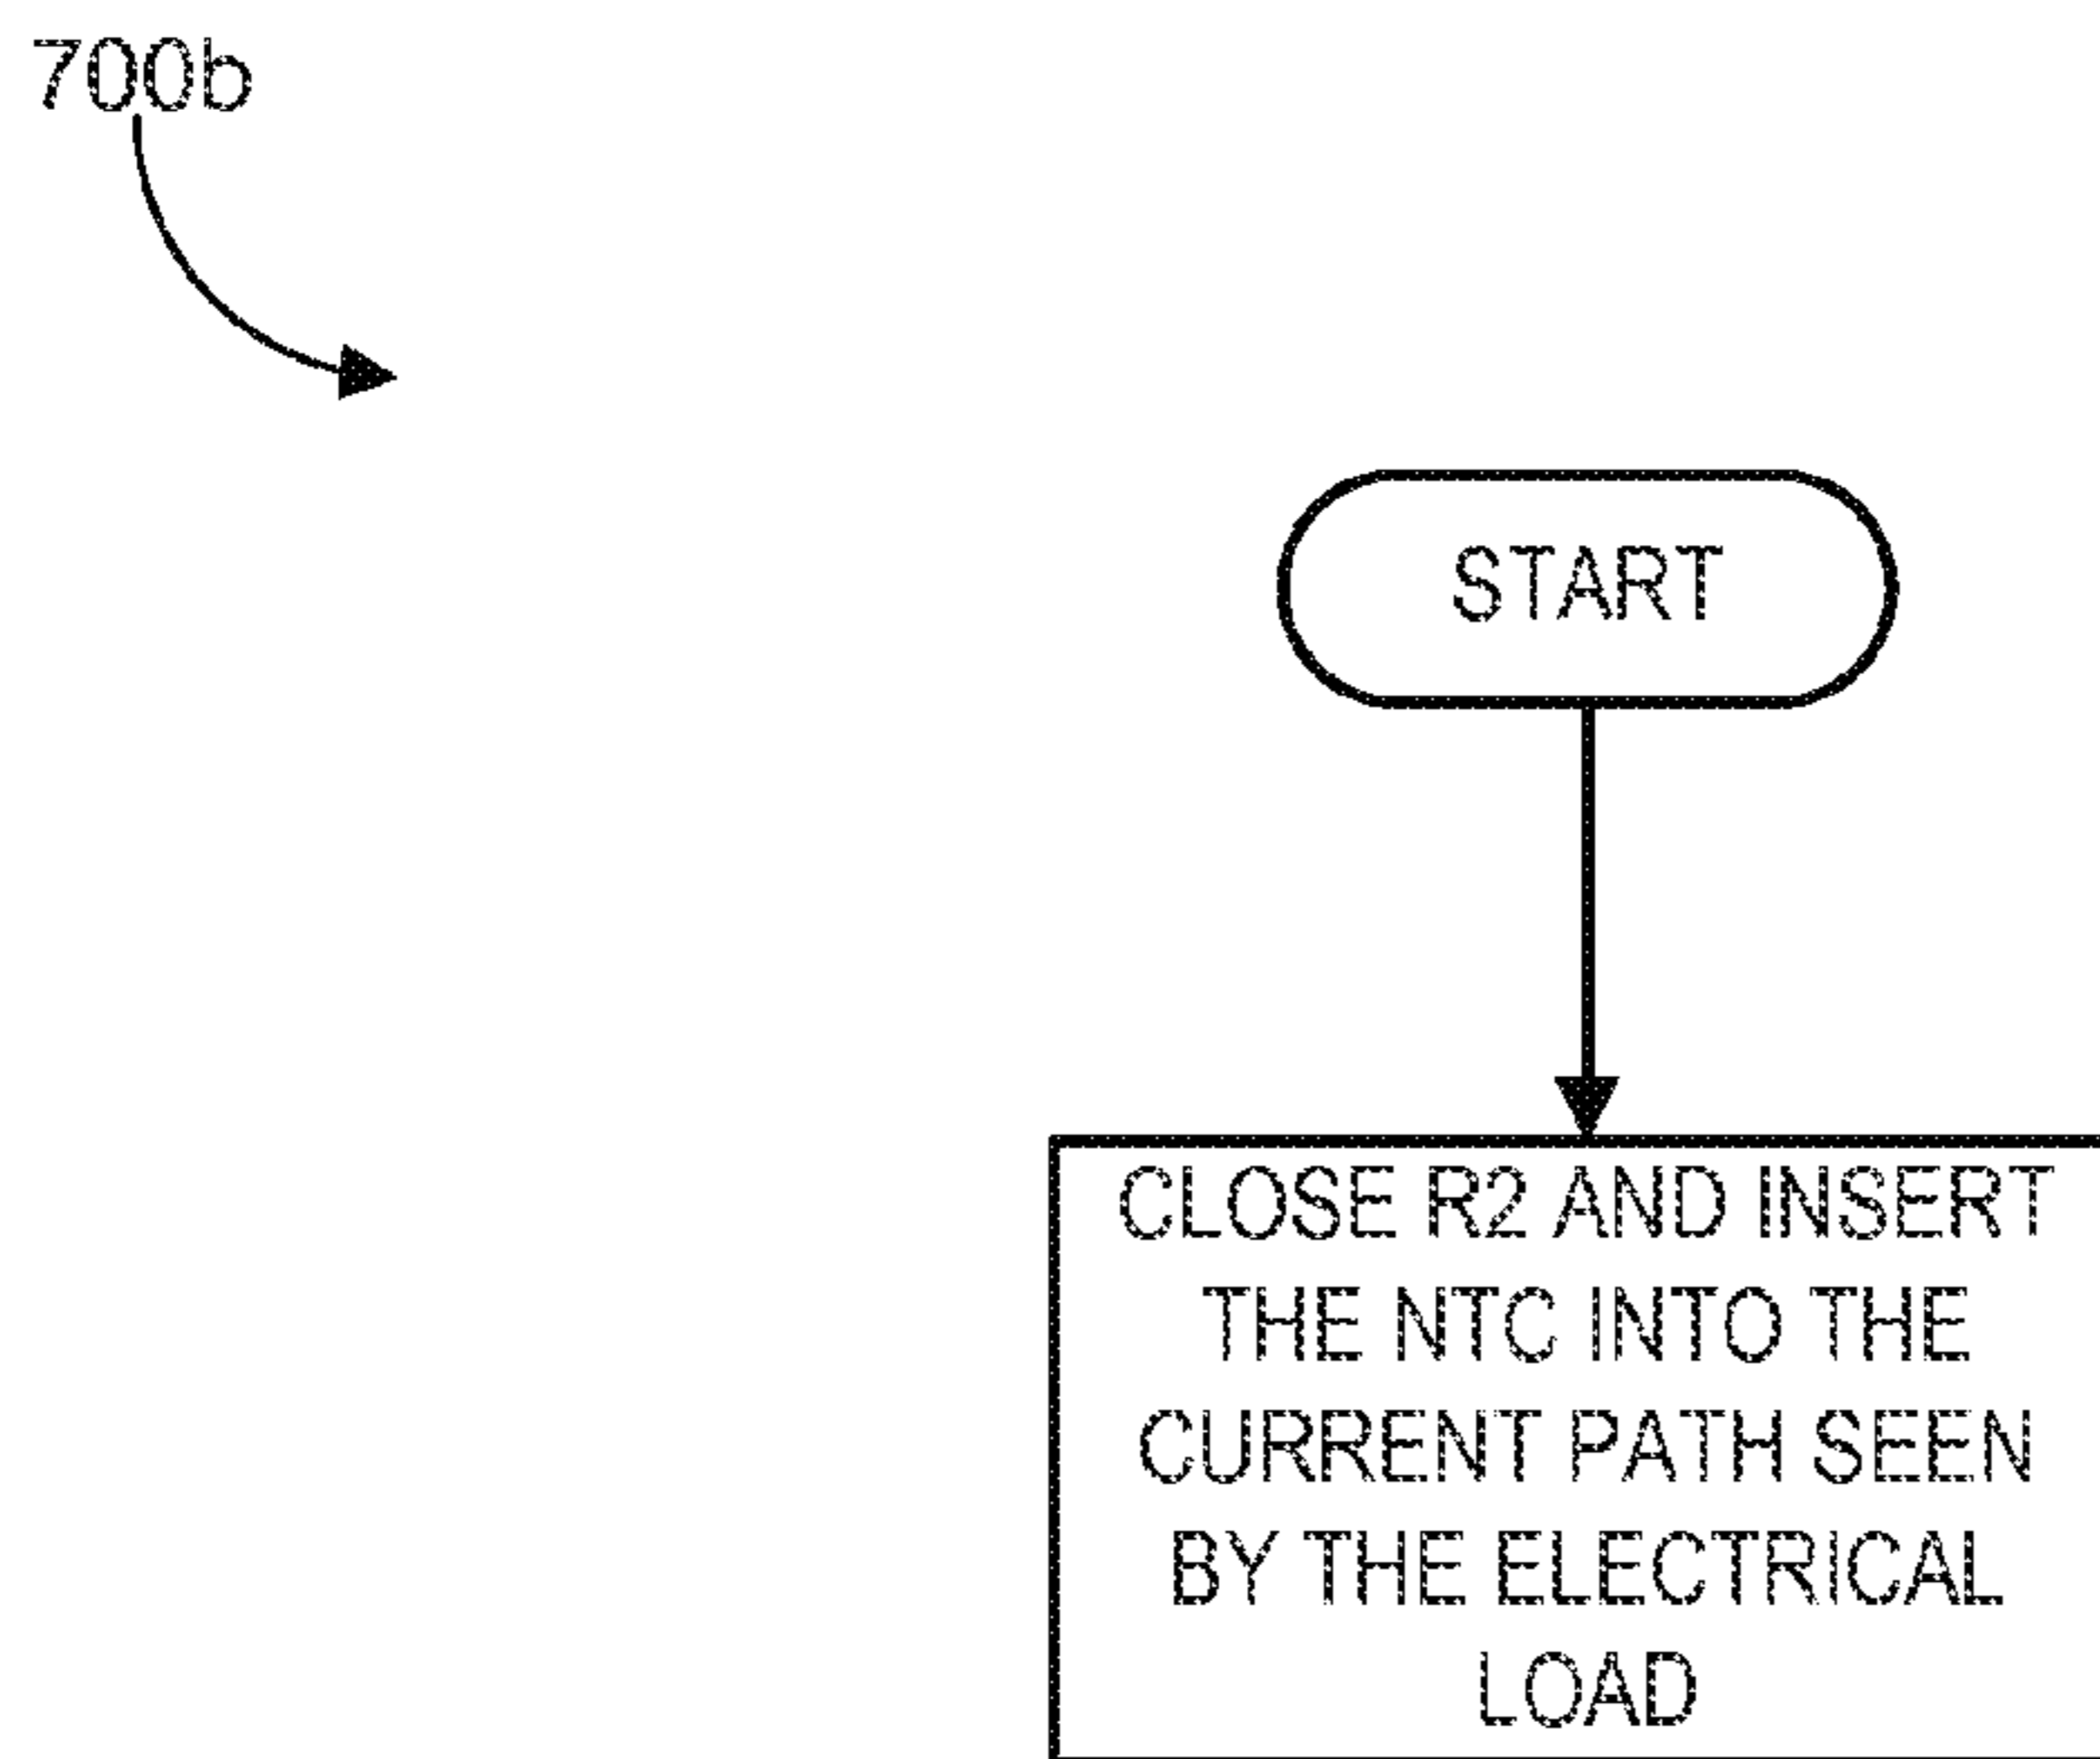 700b
START
CLOSE R2 AND INSERT
THE NTC INTO THE
CURRENT PATH SEEN
BY THE ELECTRICAL
LOAD